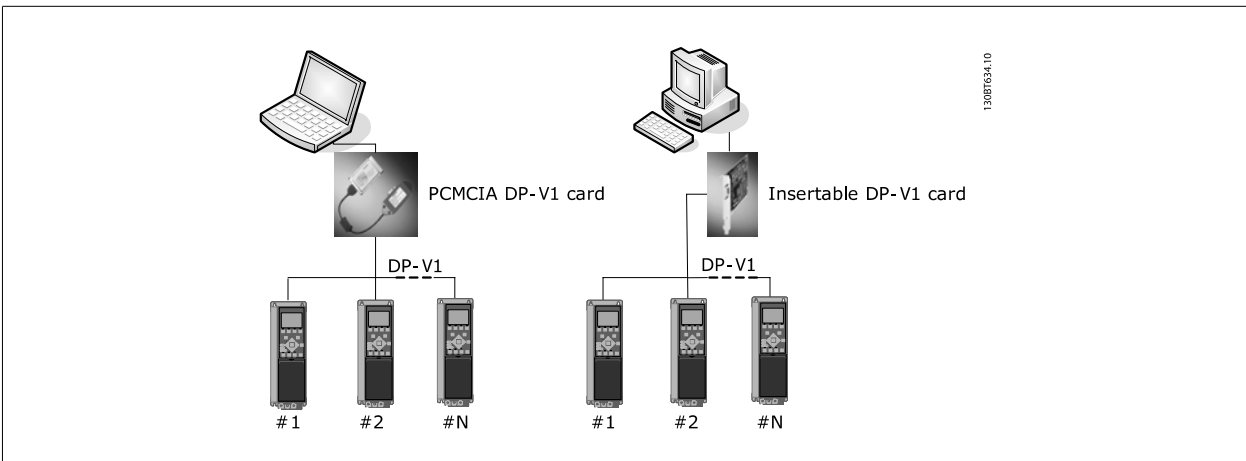 130BT634.10
PCMCIA DP-V1 card
Insertable DP-V1 card
DP-V1
DP-V1
#1
#2
#N
#1
#2
#N